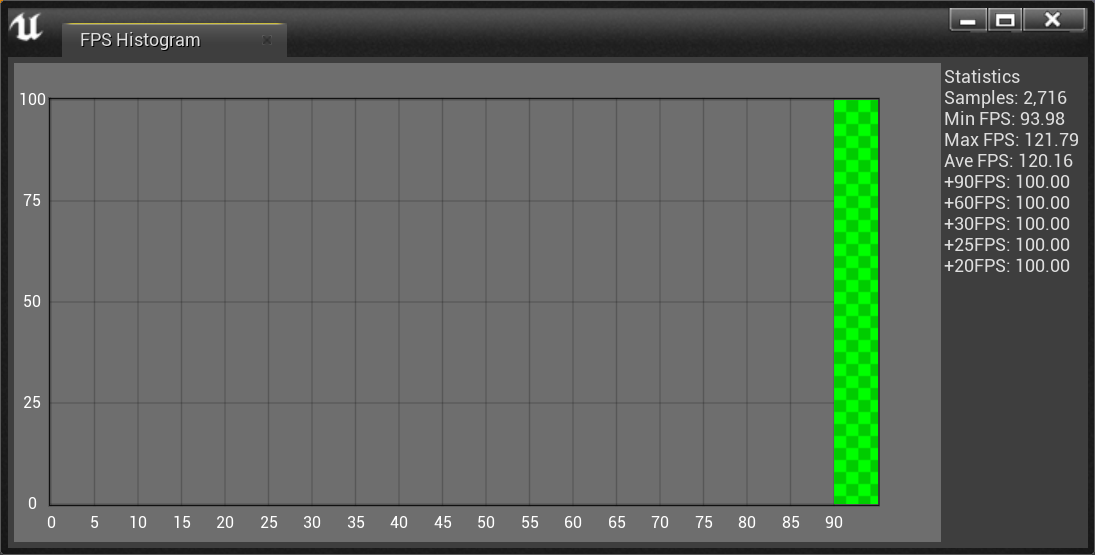 FPS Histogram
100
75
50
25
0
0 5 10 15 20 25 30 35 40 45 50 55 60 65 70 75 80 85 90
Statistics
Samples: 2,716
Min FPS: 93.98
Max FPS: 121.79
Ave FPS: 120.16
+90FPS: 100.00
+60FPS: 100.00
+30FPS: 100.00
+25FPS: 100.00
+20FPS: 100.00